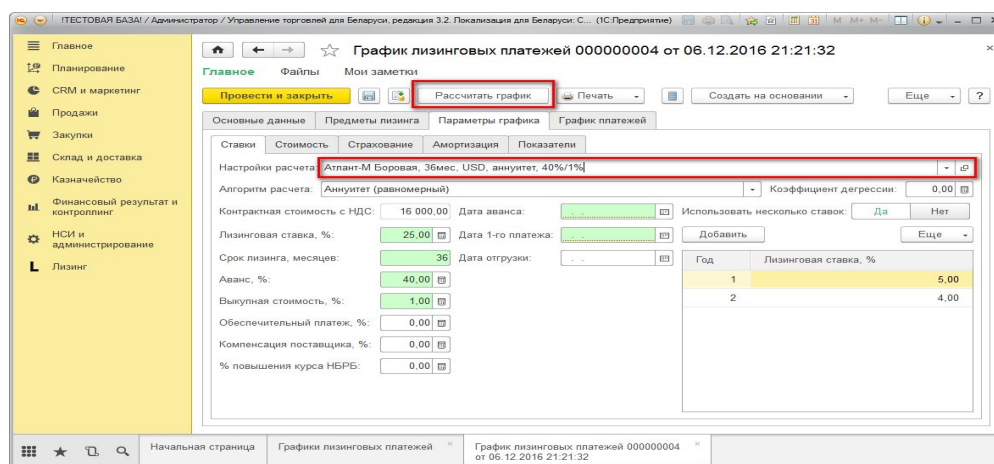 !ТЕСТОВАЯ БАЗА! / Администратор / Управление торговлей для Беларуси, редакция 3.2. Локализация для Беларуси: С... (1С:Предприятие)
M M+ M-
Главное
Планирование
CRM и маркетинг
Продажи
Закупки
Склад и доставка
Казначейство
Финансовый результат и
контроллинг
НСИ и
администрирование
Лизинг
График лизинговых платежей 000000004 от 06.12.2016 21:21:32
Главное Файлы Мои заметки
Провести и закрыть Рассчитать график Печать Создать на основании Еще ?
Основные данные Предметы лизинга Параметры графика График платежей
Ставки Стоимость Страхование Амортизация Показатели
Настройки расчета: Атлант-М Боровая, 36мес, USD, аннуитет, 40%/1%
Алгоритм расчета: Аннуитет (равномерный) Коэффициент дегрессии: 0,00
Контрактная стоимость с НДС: 16 000,00 Дата аванса: . . Использовать несколько ставок: Да Нет
Лизинговая ставка, %: 25,00 Дата 1-го платежа: . . Добавить Еще
Срок лизинга, месяцев: 36 Дата отгрузки: . . Год Лизинговая ставка, %
Аванс, %: 40,00 1 5,00
Выкупная стоимость, %: 1,00 2 4,00
Обеспечительный платеж, %: 0,00
Компенсация поставщика, %: 0,00
% повышения курса НБРБ: 0,00
Начальная страница Графики лизинговых платежей × График лизинговых платежей 000000004 ×
от 06.12.2016 21:21:32